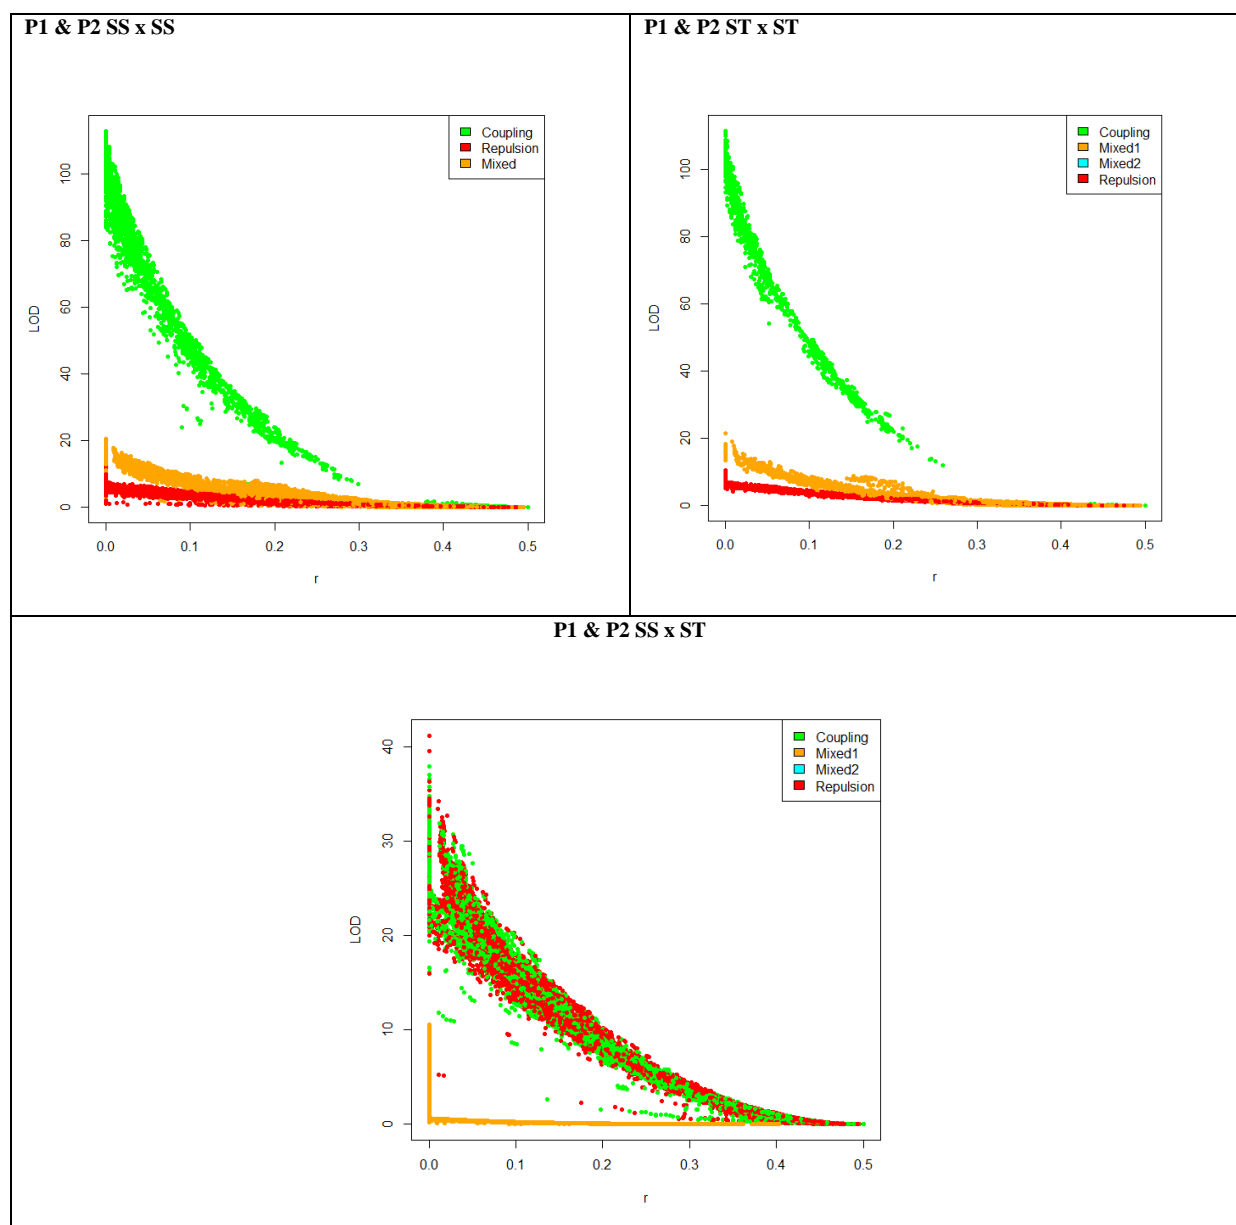 P1 & P2 SS x SS
Coupling
Repulsion
Mixed
100
80
60
40
20
0
LOD
0.0 0.1 0.2 0.3 0.4 0.5
r
P1 & P2 ST x ST
Coupling
Mixed1
Mixed2
Repulsion
100
80
60
40
20
0
LOD
0.0 0.1 0.2 0.3 0.4 0.5
r
P1 & P2 SS x ST
Coupling
Mixed1
Mixed2
Repulsion
40
30
20
10
0
LOD
0.0 0.1 0.2 0.3 0.4 0.5
r